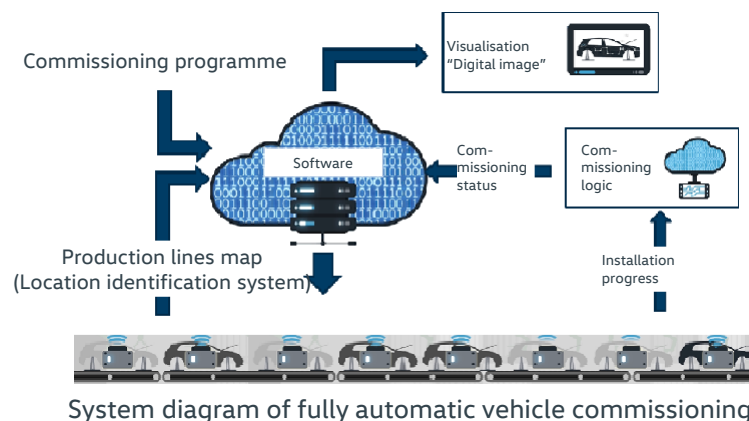 Commissioning programme
Visualisation
“Digital image”
Software
Com-
missioning
status
Com-
missioning
logic
Production lines map
(Location identification system)
Installation
progress
System diagram of fully automatic vehicle commissioning